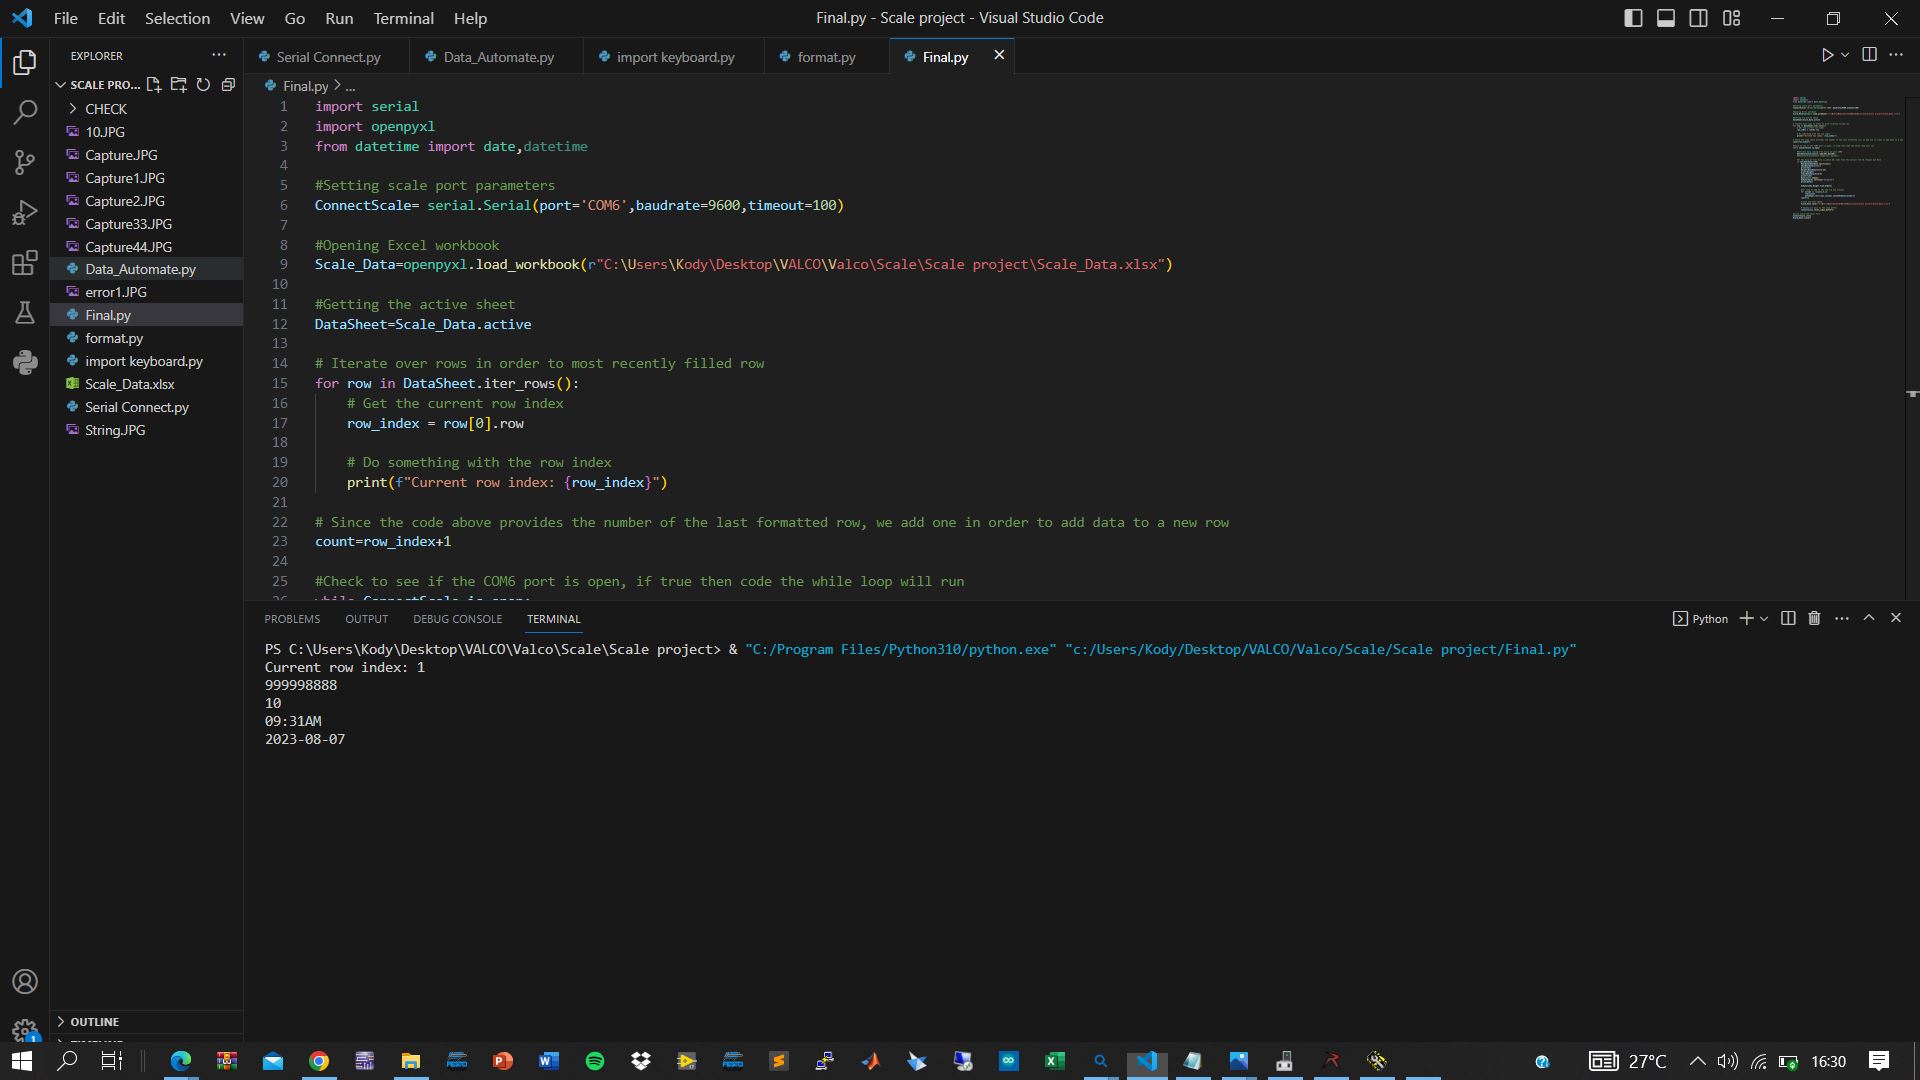 File Edit Selection View Go Run Terminal Help
Final.py - Scale project - Visual Studio Code
EXPLORER
SCALE PRO...
CHECK
10.JPG
Capture.JPG
Capture1.JPG
Capture2.JPG
Capture33.JPG
Capture44.JPG
Data_Automate.py
error1.JPG
Final.py
format.py
import keyboard.py
Scale_Data.xlsx
Serial Connect.py
String.JPG
OUTLINE
Serial Connect.py Data_Automate.py import keyboard.py format.py Final.py
Final.py > ...
1 import serial
2 import openpyxl
3 from datetime import date,datetime
4
5 #Setting scale port parameters
6 ConnectScale= serial.Serial(port='COM6',baudrate=9600,timeout=100)
7
8 #Opening Excel workbook
9 Scale_Data=openpyxl.load_workbook(r"C:\Users\Kody\Desktop\VALCO\Valco\Scale\Scale project\Scale_Data.xlsx")
10
11 #Getting the active sheet
12 DataSheet=Scale_Data.active
13
14 # Iterate over rows in order to most recently filled row
15 for row in DataSheet.iter_rows():
16 # Get the current row index
17 row_index = row[0].row
18
19 # Do something with the row index
20 print(f"Current row index: {row_index}")
21
22 # Since the code above provides the number of the last formatted row, we add one in order to add data to a new row
23 count=row_index+1
24
25 #Check to see if the COM6 port is open, if true then code the while loop will run
PROBLEMS OUTPUT DEBUG CONSOLE TERMINAL
Python
PS C:\Users\Kody\Desktop\VALCO\Valco\Scale\Scale project> & "C:/Program Files/Python310/python.exe" "c:/Users/Kody/Desktop/VALCO/Valco/Scale/Scale project/Final.py"
Current row index: 1
999998888
10
09:31AM
2023-08-07
27°C
16:30